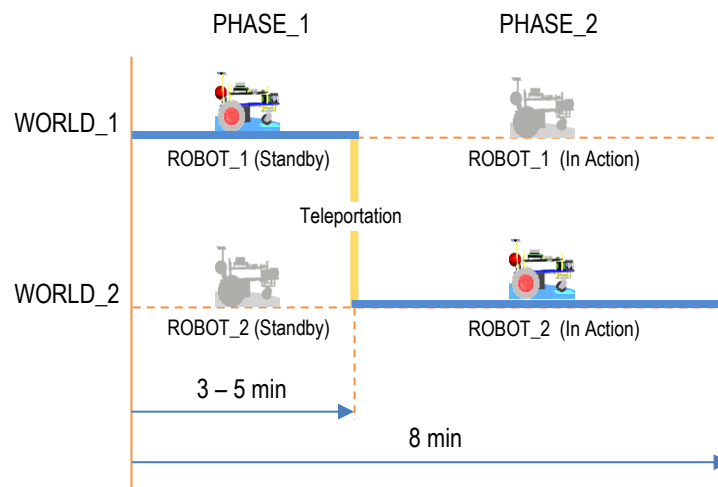 PHASE_1
PHASE_2
WORLD_1
ROBOT_1 (Standby)
ROBOT_1 (In Action)
Teleportation
WORLD_2
ROBOT_2 (Standby)
ROBOT_2 (In Action)
3 – 5 min
8 min